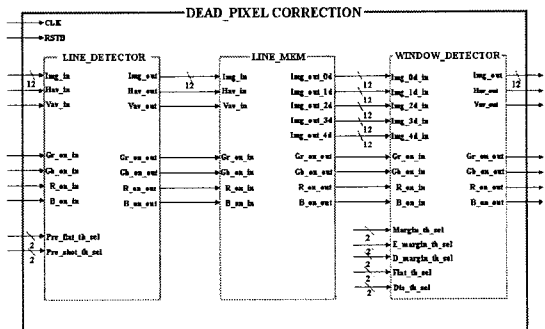 DEAD_PIXEL CORRECTION
CLK
RSTB
LINE_DETECTOR
12
Img_in
Hav_in
Vav_in
Gr_en_in
Gb_en_in
R_en_in
B_en_in
2
Pre_flat_th_sel
2
Pre_shot_th_sel
Img_out
Hav_out
Vav_out
Gr_en_out
Gb_en_out
R_en_out
B_en_out
12
LINE_MEM
Img_in
Hav_in
Vav_in
Gr_en_in
Gb_en_in
R_en_in
B_en_in
Img_out_0d
Img_out_1d
Img_out_2d
Img_out_3d
Img_out_4d
Gr_en_out
Gb_en_out
R_en_out
B_en_out
12
12
12
12
12
WINDOW_DETECTOR
Img_0d_in
Img_1d_in
Img_2d_in
Img_3d_in
Img_4d_in
Gr_en_in
Gb_en_in
R_en_in
B_en_in
2
Margin_th_sel
2
E_margin_th_sel
2
D_margin_th_sel
2
Flat_th_sel
2
Dis_th_sel
Img_out
Hav_out
Vav_out
Gr_en_out
Gb_en_out
R_en_out
B_en_out
12